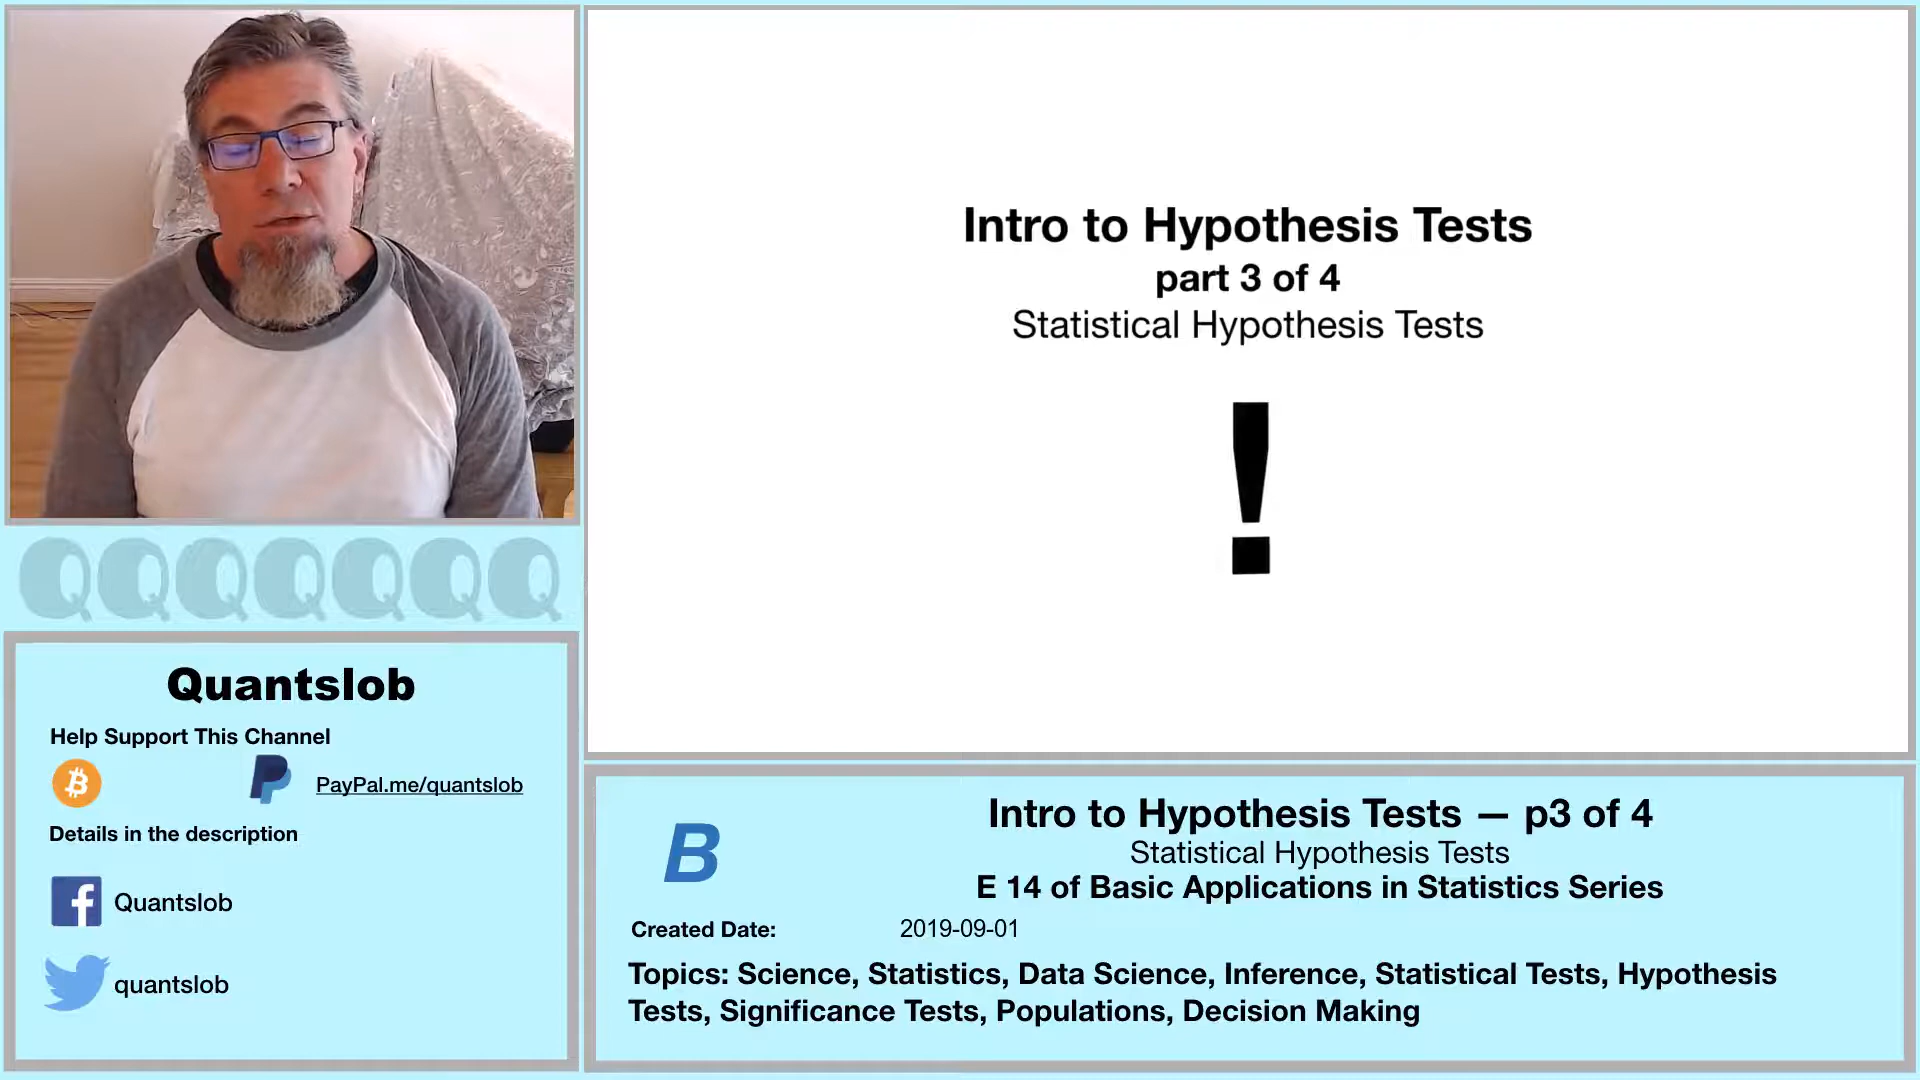 Intro to Hypothesis Tests
part 3 of 4
Statistical Hypothesis Tests
!
QQQQQQQ
Quantslob
Help Support This Channel
PayPal.me/quantslob
Details in the description
Quantslob
quantslob
B
Intro to Hypothesis Tests — p3 of 4
Statistical Hypothesis Tests
E 14 of Basic Applications in Statistics Series
Created Date: 2019-09-01
Topics: Science, Statistics, Data Science, Inference, Statistical Tests, Hypothesis
Tests, Significance Tests, Populations, Decision Making